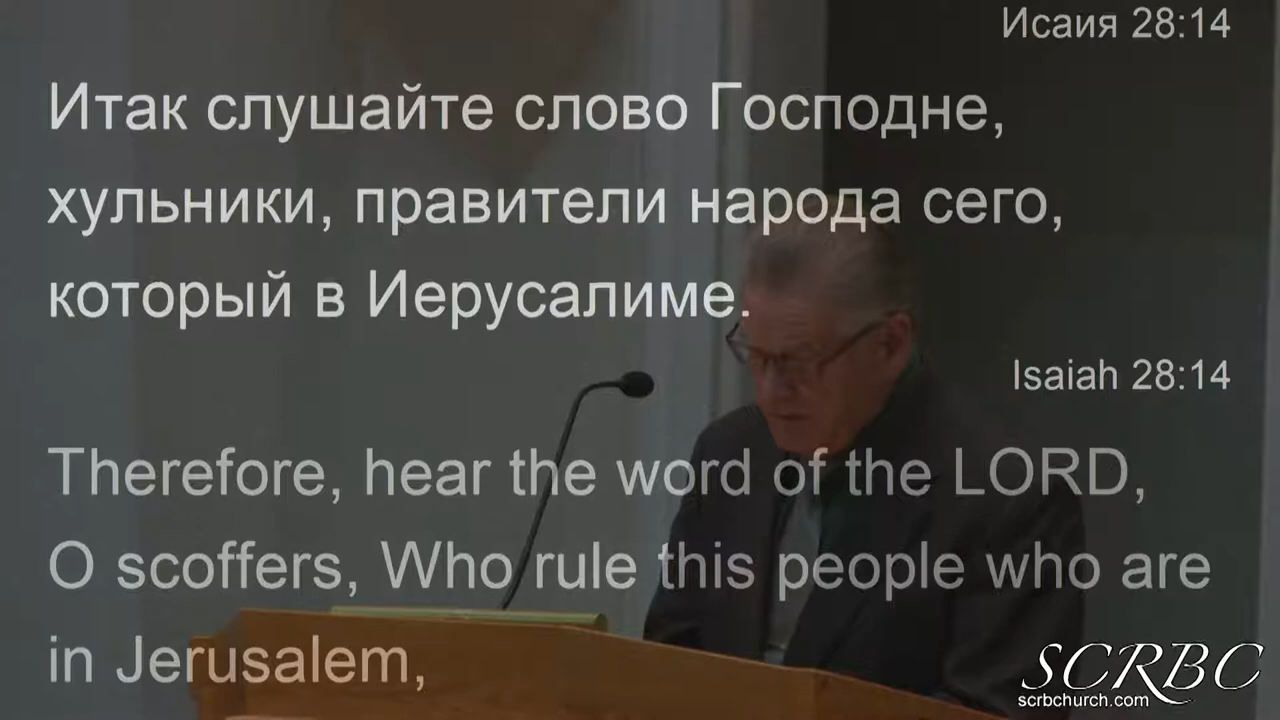 Исаия 28:14
Итак слушайте слово Господне,
хульники, правители народа сего,
который в Иерусалиме.
Isaiah 28:14
Therefore, hear the word of the LORD,
O scoffers, Who rule this people who are
in Jerusalem,
SCRBC
scrbchurch.com